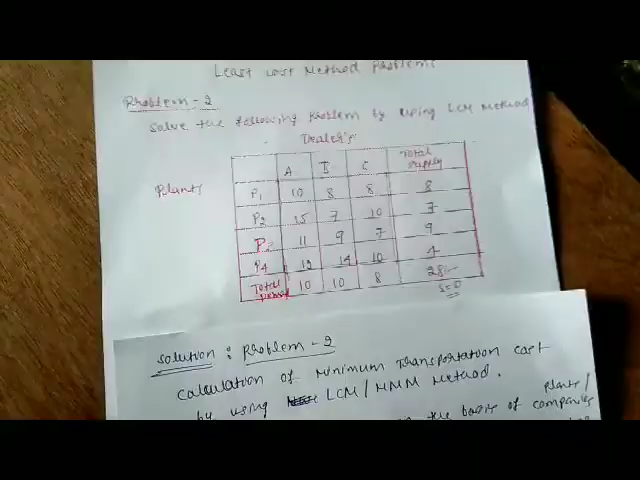 Least Cost Method Problems
Problem - 2
Solve the following problem by using LCM Method
Dealer's
Plants
A B C Total Supply
P1 10 8 8 8
P2 15 7 10 7
P3 11 9 7 9
P4 12 14 10 4
Total Demand 10 10 8 28
S=D
Solution : Problem - 2
Calculation of Minimum Transportation cost
by using LCM / MMM Method.
plants /
the basis of companies